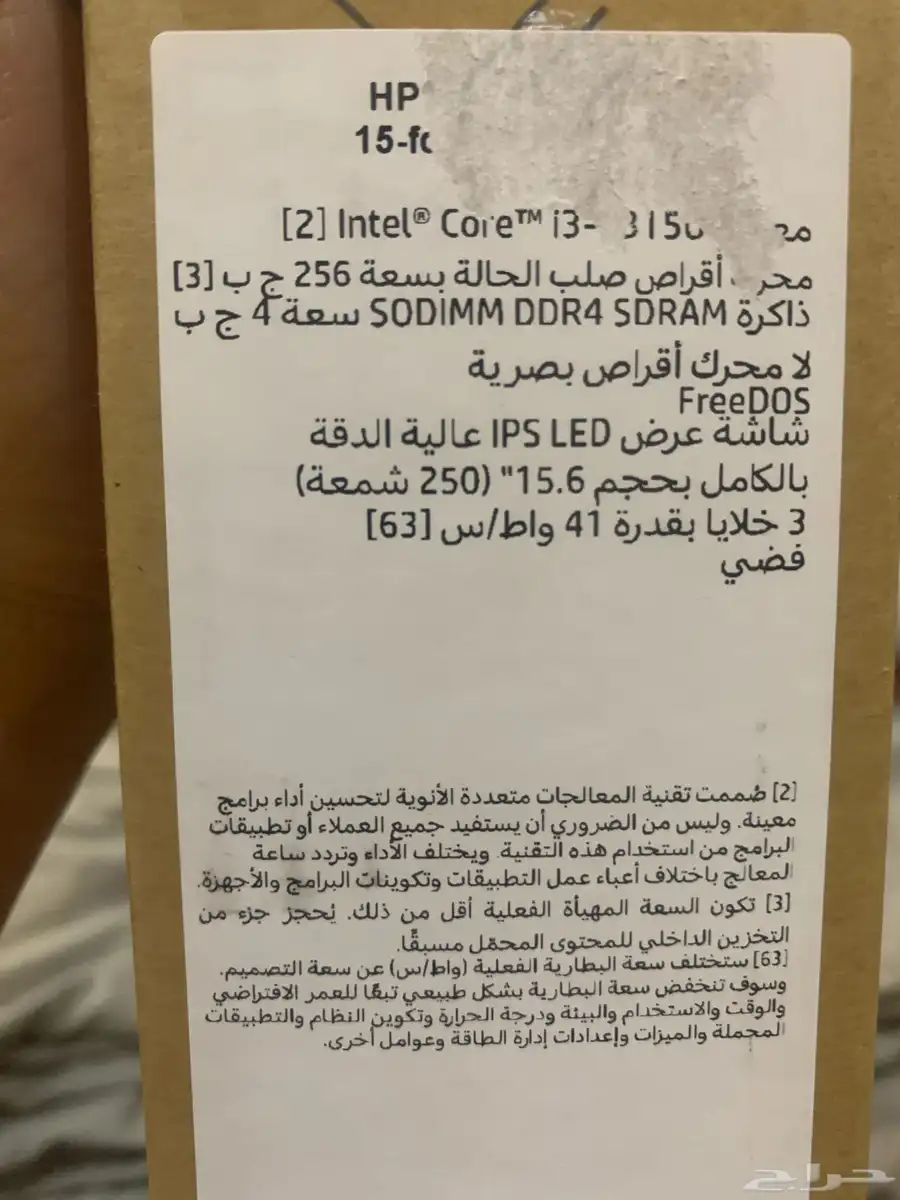 HP
15-fc
[2] Intel® Core™ i3-
محرك أقراص صلب الحالة بسعة 256 ج ب [3]
ذاكرة SODIMM DDR4 SDRAM سعة 4 ج ب
لا محرك أقراص بصرية
FreeDOS
شاشة عرض IPS LED عالية الدقة
بالكامل بحجم 15.6" (250 شمعة)
3 خلايا بقدرة 41 واط/س [63]
فضي
[2] صُممت تقنية المعالجات متعددة الأنوية لتحسين أداء برامج
معينة. وليس من الضروري أن يستفيد جميع العملاء أو تطبيقات
البرامج من استخدام هذه التقنية. ويختلف الأداء وتردد ساعة
المعالج باختلاف أعباء عمل التطبيقات وتكوينات البرامج والأجهزة.
[3] تكون السعة المهيأة الفعلية أقل من ذلك. يُحجز جزء من
التخزين الداخلي للمحتوى المحمّل مسبقًا.
[63] ستختلف سعة البطارية الفعلية (واط/س) عن سعة التصميم.
وسوف تنخفض سعة البطارية بشكل طبيعي تبعًا للعمر الافتراضي
والوقت والاستخدام والبيئة ودرجة الحرارة وتكوين النظام والتطبيقات
المحملة والميزات وإعدادات إدارة الطاقة وعوامل أخرى.
حراج